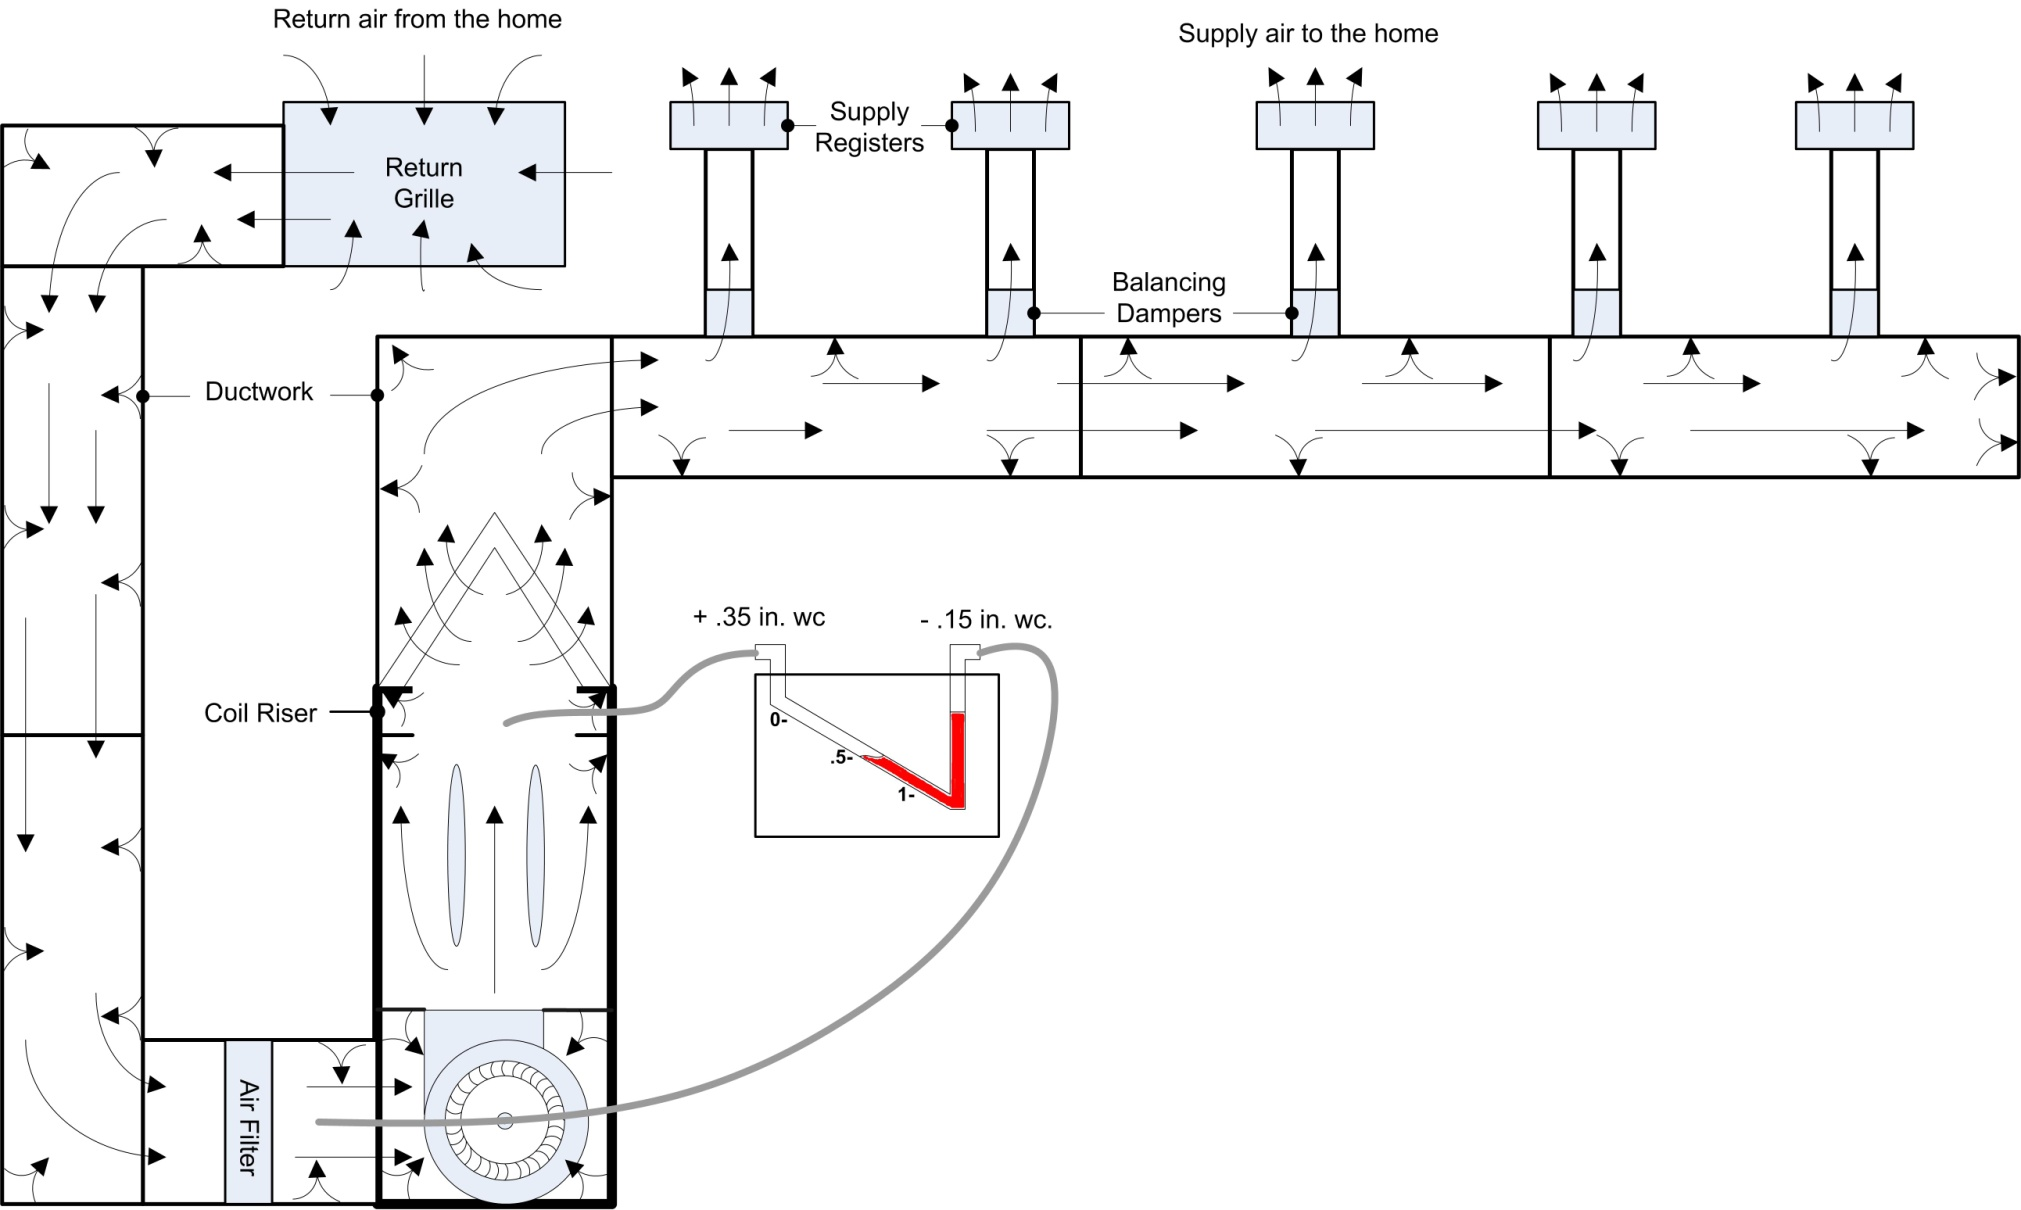 Return air from the home
Supply air to the home
Supply
Registers
Return
Grille
Balancing
Dampers
Ductwork
+ .35 in. wc
- .15 in. wc.
Coil Riser
0-
.5-
1-
Air Filter